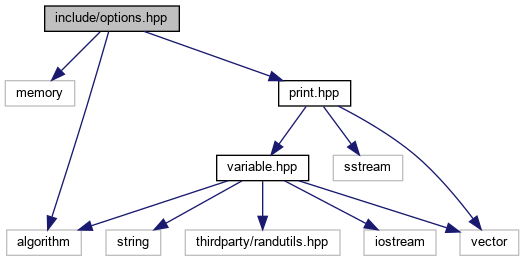 include/options.hpp
memory
print.hpp
variable.hpp
sstream
algorithm
string
thirdparty/randutils.hpp
iostream
vector